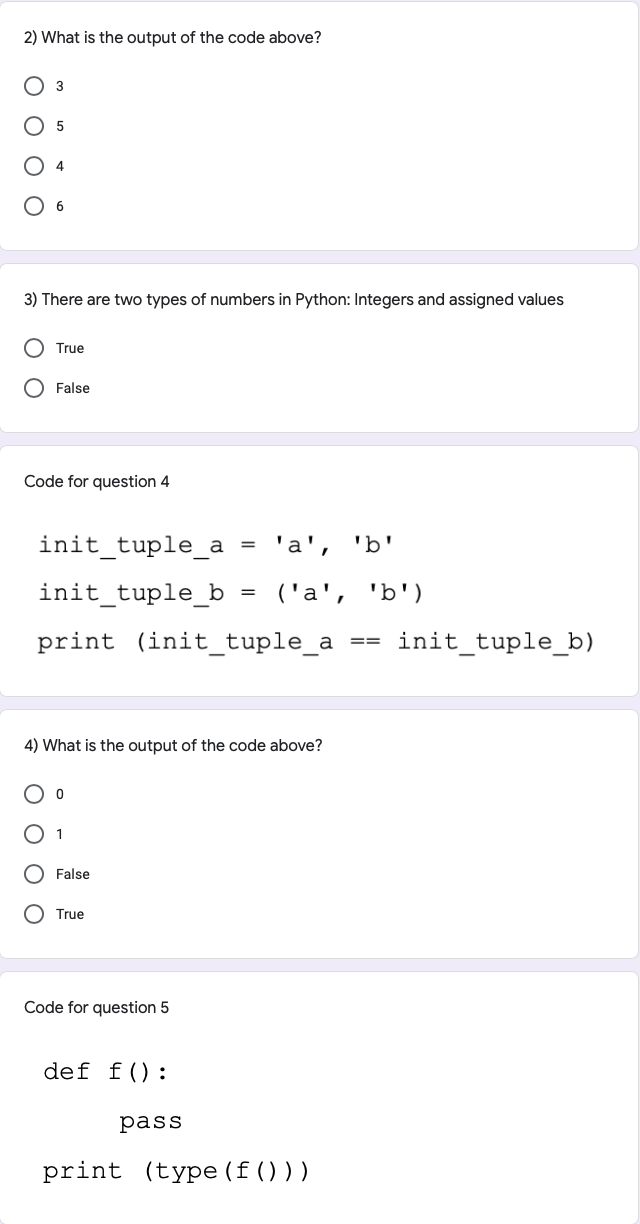 2) What is the output of the code above?
3
5
4
6
3) There are two types of numbers in Python: Integers and assigned values
True
False
Code for question 4
init_tuple_a = 'a', 'b'
init_tuple_b = ('a', 'b')
print (init_tuple_a == init_tuple_b)
4) What is the output of the code above?
0
1
False
True
Code for question 5
def f():
pass
print (type(f()))